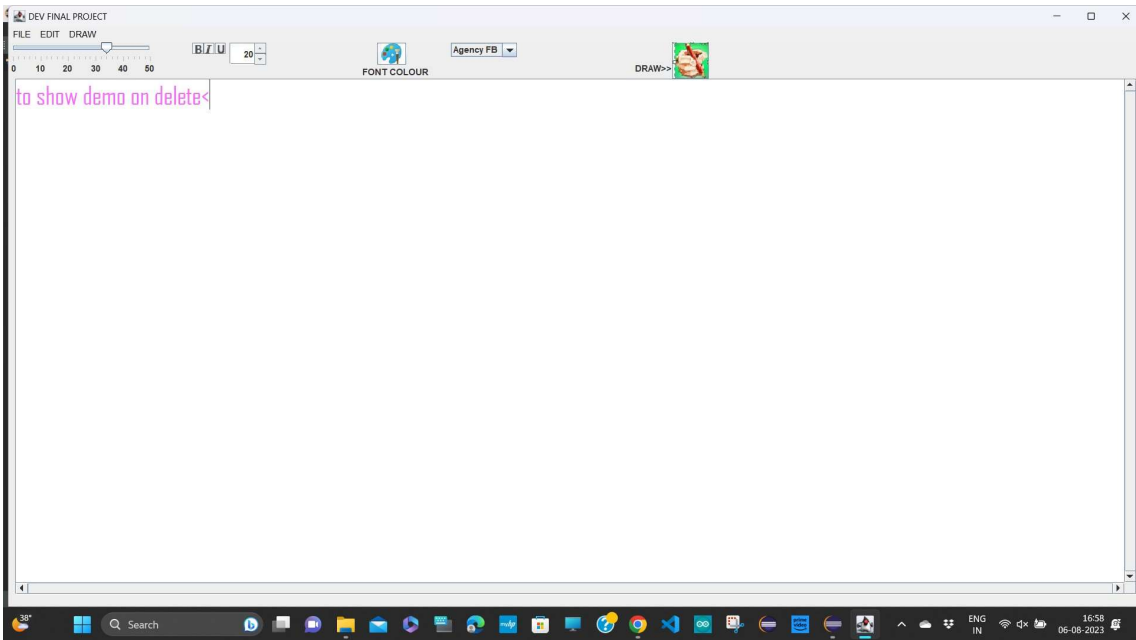 DEV FINAL PROJECT
FILE EDIT DRAW
B I U
20
Agency FB
0 10 20 30 40 50
FONT COLOUR
DRAW>>
to show demo on delete<
38°
Search
ENG
IN
16:58
06-08-2023